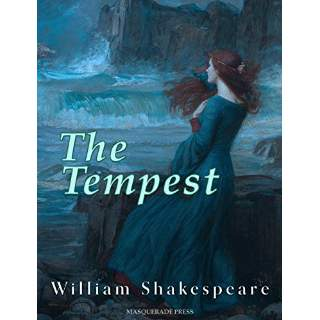 The
Tempest
William Shakespeare
MASQUERADE PRESS